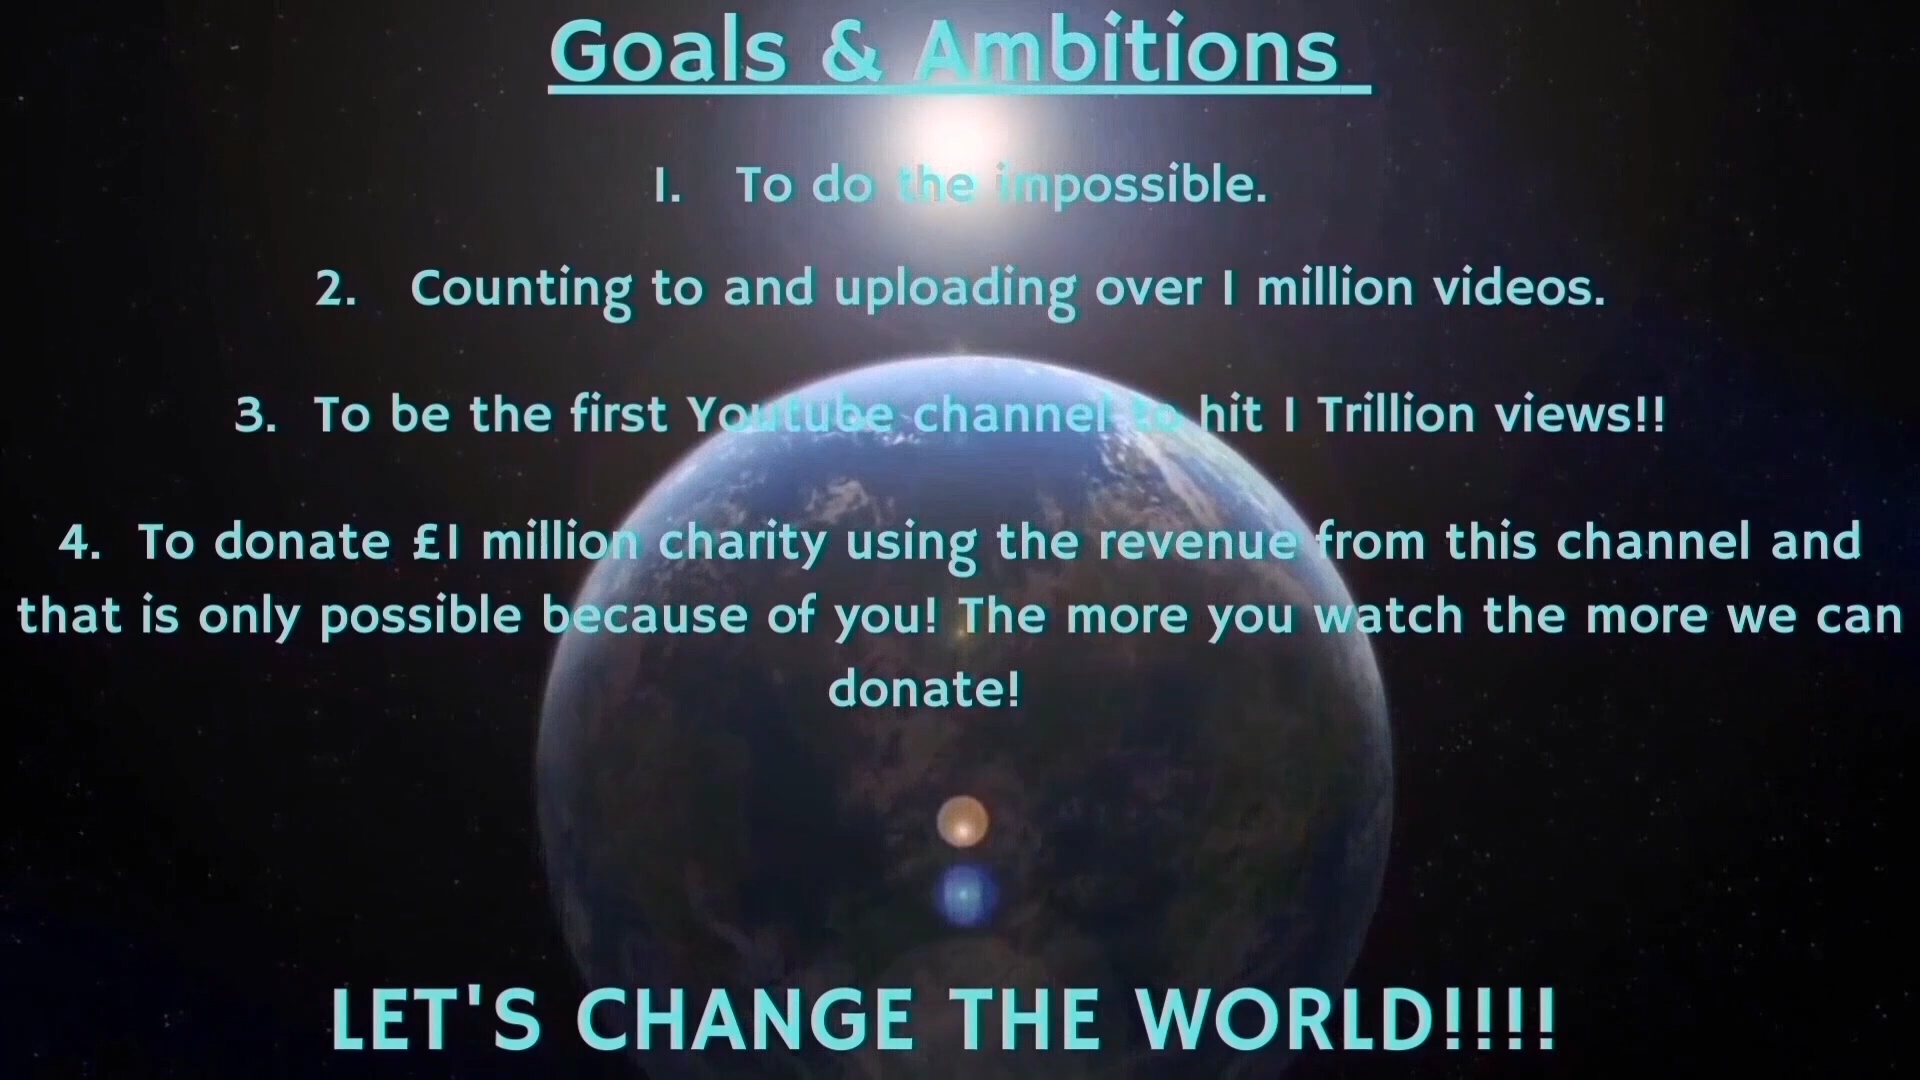 Goals & Ambitions
1. To do the impossible.
2. Counting to and uploading over 1 million videos.
3. To be the first Youtube channel to hit 1 Trillion views!!
4. To donate £1 million charity using the revenue from this channel and
that is only possible because of you! The more you watch the more we can
donate!
LET'S CHANGE THE WORLD!!!!